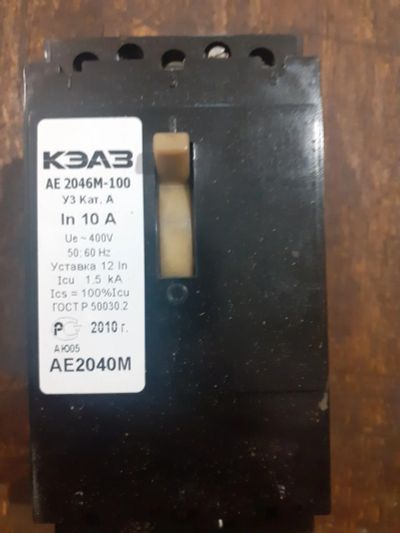 КЭАЗ
АЕ 2046М-100
У3 Кат. А
In 10 А
Ue ~ 400V
50; 60 Hz
Уставка 12 In
Icu 1.5 kA
Ics = 100%Icu
ГОСТ Р 50030.2
2010 г.
АЮ05
АЕ2040М